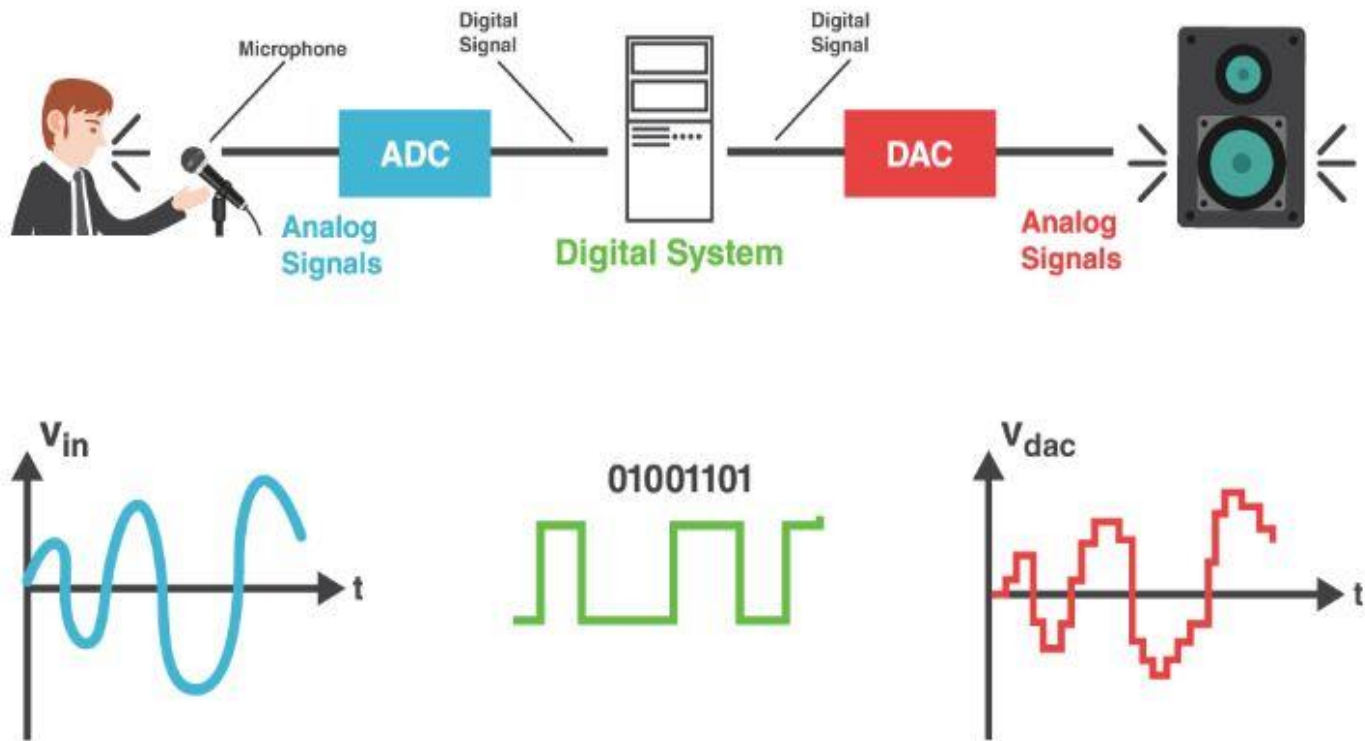 Microphone
Digital
Signal
Digital
Signal
ADC
DAC
Analog
Signals
Digital System
Analog
Signals
Vin
t
01001101
Vdac
t